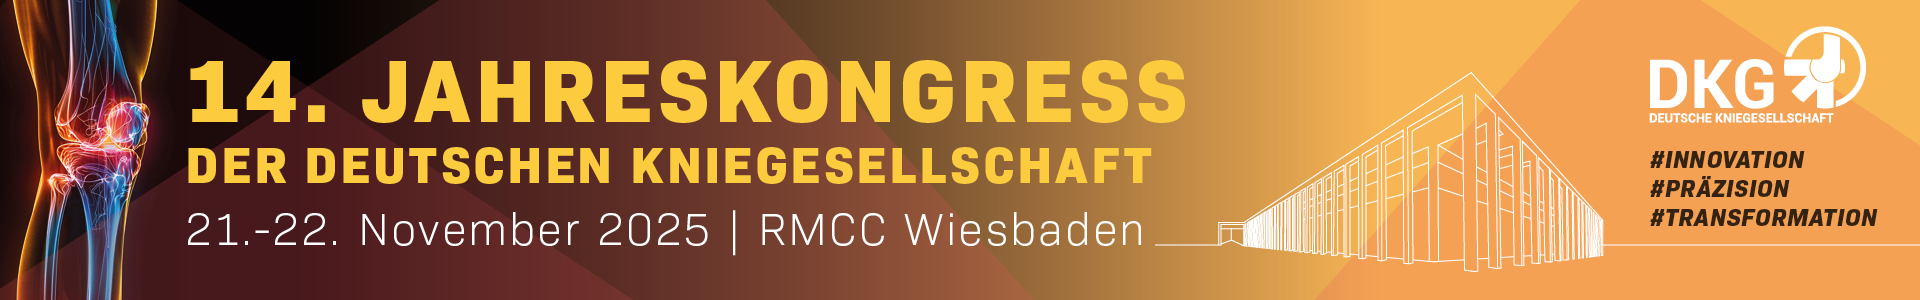 14. JAHRESKONGRESS
DER DEUTSCHEN KNIEGESELLSCHAFT
21.-22. November 2025 | RMCC Wiesbaden
DKG
DEUTSCHE KNIEGESELLSCHAFT
#INNOVATION
#PRÄZISION
#TRANSFORMATION